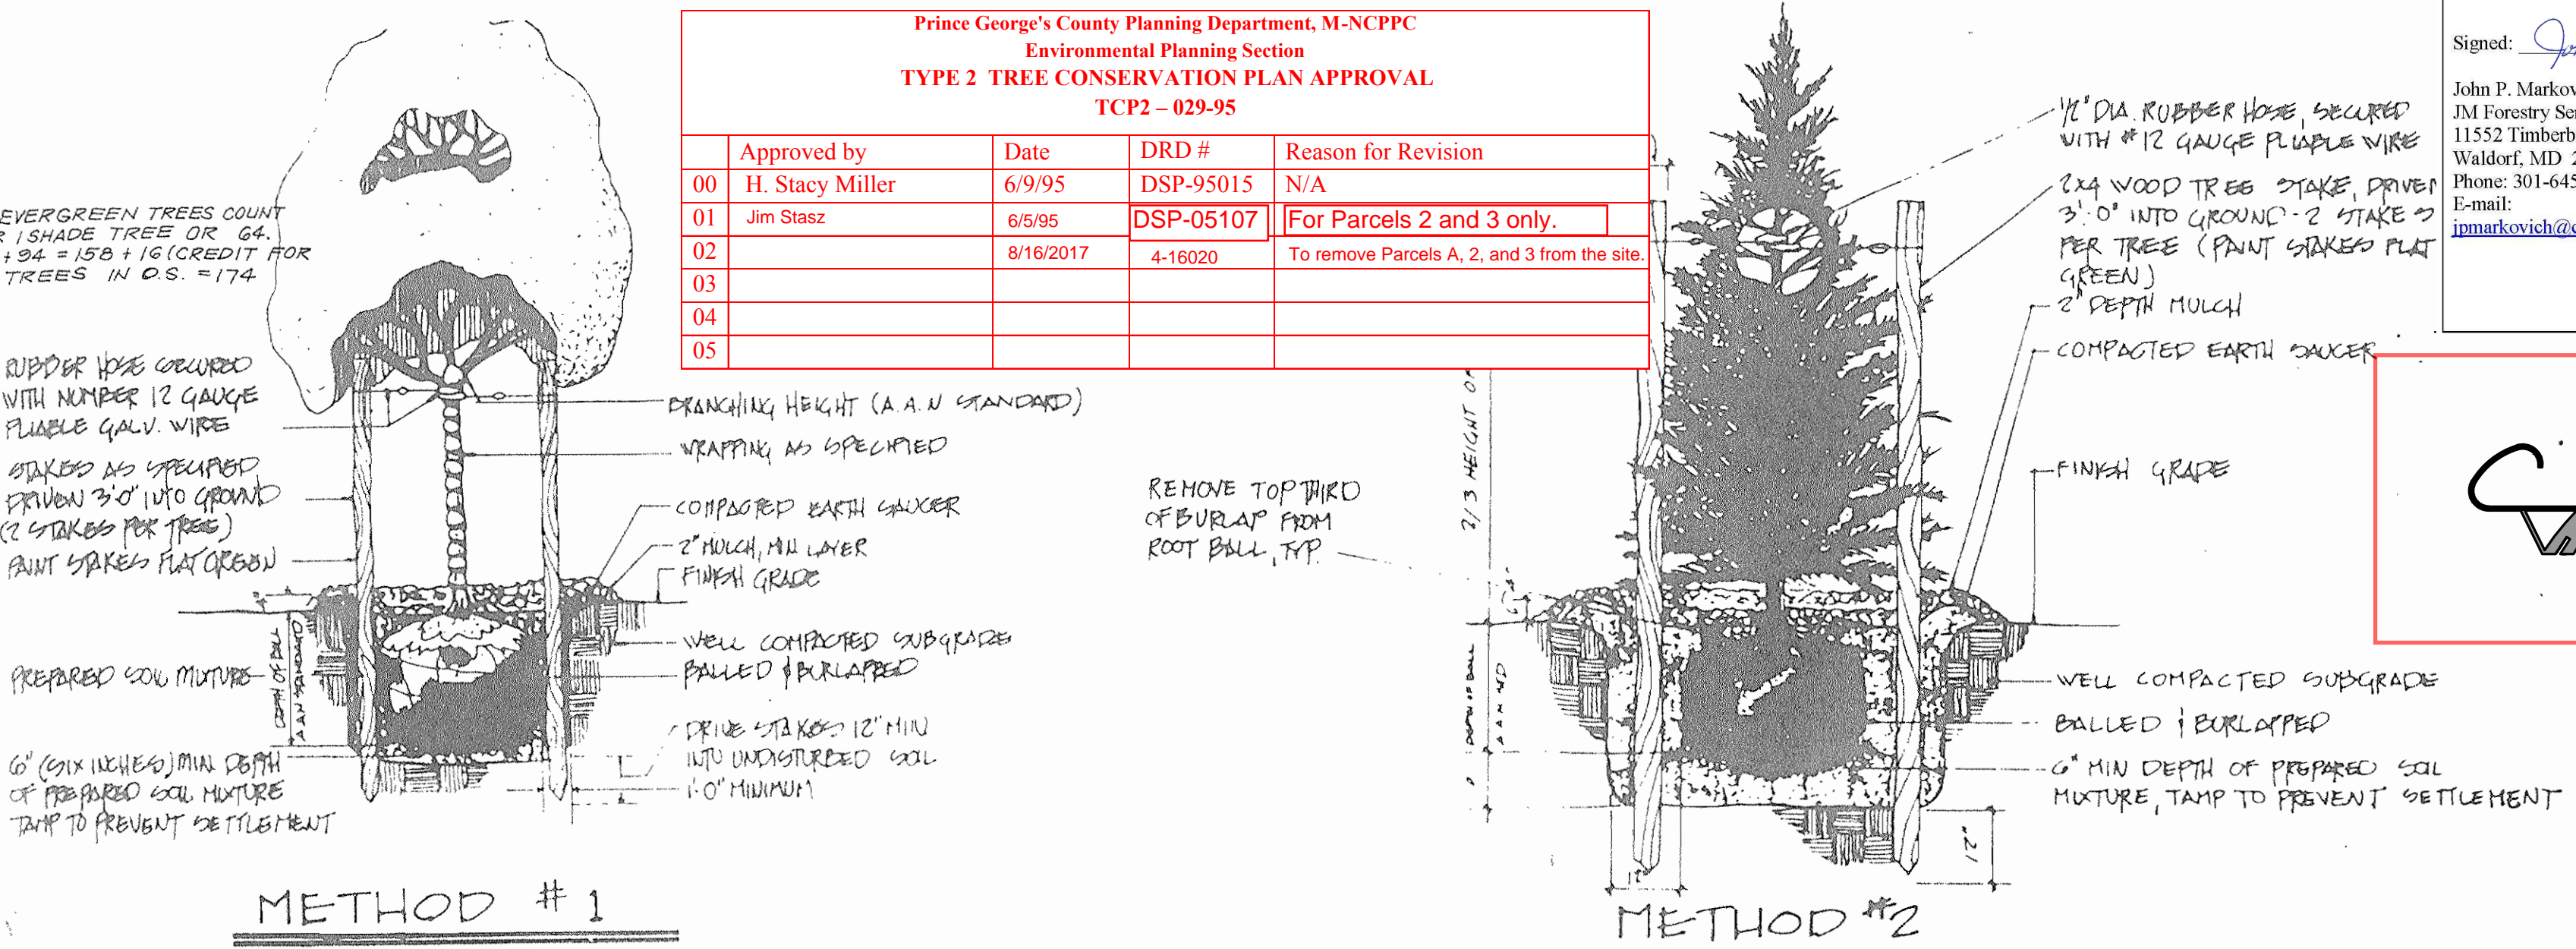 EVERGREEN TREES COUNT
1 SHADE TREE OR 64.
+94 = 158 + 16 (CREDIT FOR
TREES IN O.S. = 174
RUBBER HOSE SECURED
WITH NUMBER 12 GAUGE
PLIABLE GALV. WIRE
STAKES AS SPECIFIED
DRIVEN 3'0" INTO GROUND
(2 STAKES PER TREE)
PAINT STAKES FLAT GREEN
PREPARED SOIL MIXTURE
6" (SIX INCHES) MIN DEPTH
OF PREPARED SOIL MIXTURE
TAMP TO PREVENT SETTLEMENT
BRANCHING HEIGHT (A.A.N STANDARD)
WRAPPING AS SPECIFIED
COMPACTED EARTH SAUCER
2" MULCH, MIN LAYER
FINISH GRADE
WELL COMPACTED SUBGRADE
BALLED & BURLAPPED
DRIVE STAKES 12" MIN
INTO UNDISTURBED SOIL
1'-0" MINIMUM
METHOD #1
Prince George's County Planning Department, M-NCPPC
Environmental Planning Section
TYPE 2 TREE CONSERVATION PLAN APPROVAL
TCP2 – 029-95
Approved by Date DRD # Reason for Revision
00 H. Stacy Miller 6/9/95 DSP-95015 N/A
01 Jim Stasz 6/5/95 DSP-05107 For Parcels 2 and 3 only.
02 8/16/2017 4-16020 To remove Parcels A, 2, and 3 from the site.
03
04
05
REMOVE TOP THIRD
OF BURLAP FROM
ROOT BALL, TYP.
2/3 HEIGHT OF
DEPTH OF BALL
12"
12"
1/2" DIA. RUBBER HOSE, SECURED
WITH #12 GAUGE PLIABLE WIRE
2x4 WOOD TREE STAKE, DRIVEN
3'-0" INTO GROUND - 2 STAKES
PER TREE (PAINT STAKES FLAT
GREEN)
2" DEPTH MULCH
COMPACTED EARTH SAUCER
FINISH GRADE
WELL COMPACTED SUBGRADE
BALLED & BURLAPPED
6" MIN DEPTH OF PREPARED SOIL
MIXTURE, TAMP TO PREVENT SETTLEMENT
METHOD #2
Signed:
John P. Markov
JM Forestry Ser
11552 Timberb
Waldorf, MD 2
Phone: 301-645
E-mail:
jpmarkovich@c